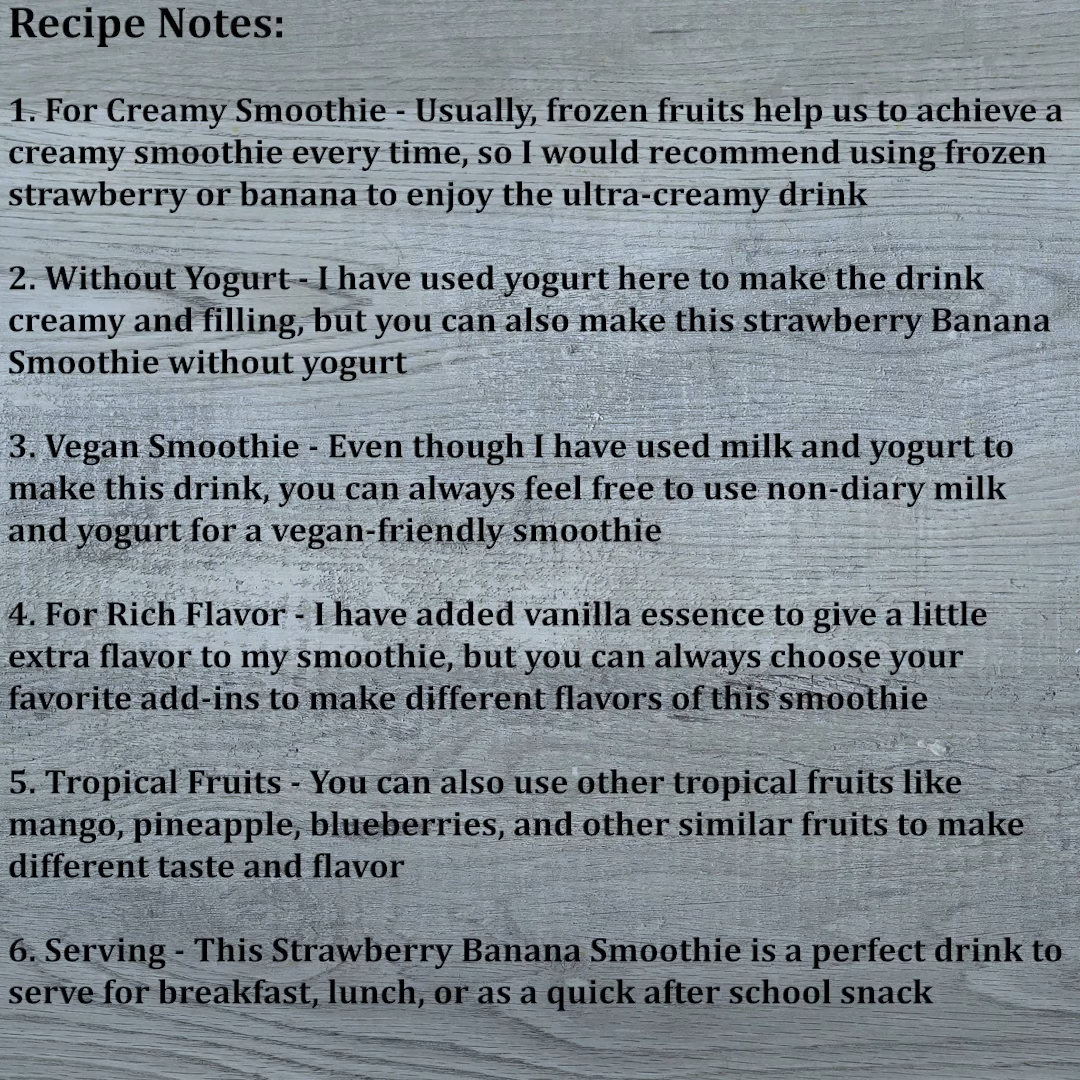 Recipe Notes:
1. For Creamy Smoothie - Usually, frozen fruits help us to achieve a
creamy smoothie every time, so I would recommend using frozen
strawberry or banana to enjoy the ultra-creamy drink
2. Without Yogurt - I have used yogurt here to make the drink
creamy and filling, but you can also make this strawberry Banana
Smoothie without yogurt
3. Vegan Smoothie - Even though I have used milk and yogurt to
make this drink, you can always feel free to use non-diary milk
and yogurt for a vegan-friendly smoothie
4. For Rich Flavor - I have added vanilla essence to give a little
extra flavor to my smoothie, but you can always choose your
favorite add-ins to make different flavors of this smoothie
5. Tropical Fruits - You can also use other tropical fruits like
mango, pineapple, blueberries, and other similar fruits to make
different taste and flavor
6. Serving - This Strawberry Banana Smoothie is a perfect drink to
serve for breakfast, lunch, or as a quick after school snack